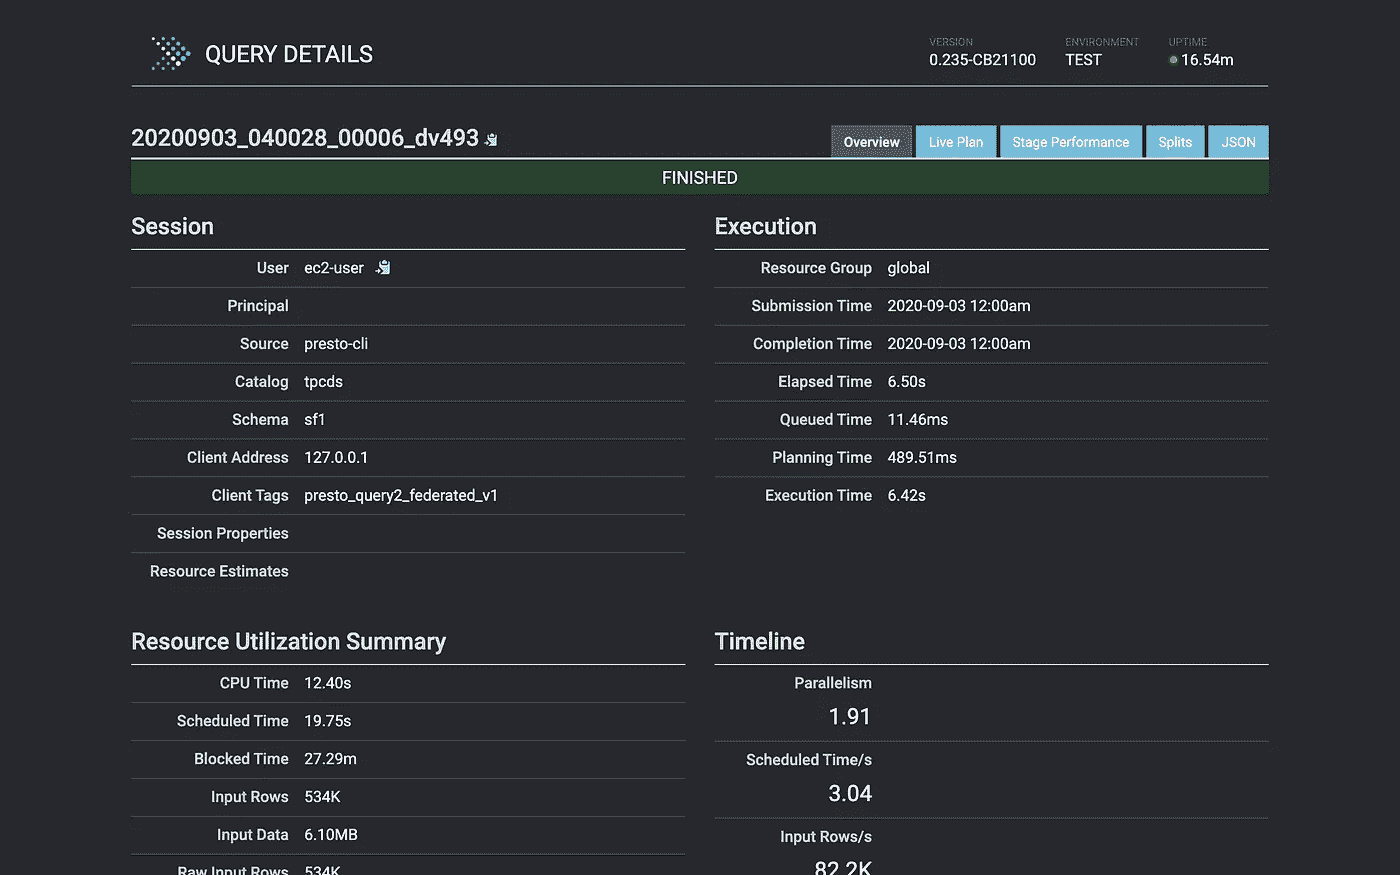 QUERY DETAILS
VERSION
0.235-CB21100
ENVIRONMENT
TEST
UPTIME
16.54m
20200903_040028_00006_dv493
Overview
Live Plan
Stage Performance
Splits
JSON
FINISHED
Session
User ec2-user
Principal
Source presto-cli
Catalog tpcds
Schema sf1
Client Address 127.0.0.1
Client Tags presto_query2_federated_v1
Session Properties
Resource Estimates
Execution
Resource Group global
Submission Time 2020-09-03 12:00am
Completion Time 2020-09-03 12:00am
Elapsed Time 6.50s
Queued Time 11.46ms
Planning Time 489.51ms
Execution Time 6.42s
Resource Utilization Summary
CPU Time 12.40s
Scheduled Time 19.75s
Blocked Time 27.29m
Input Rows 534K
Input Data 6.10MB
Raw Input Rows 534K
Timeline
Parallelism
1.91
Scheduled Time/s
3.04
Input Rows/s
82.2K